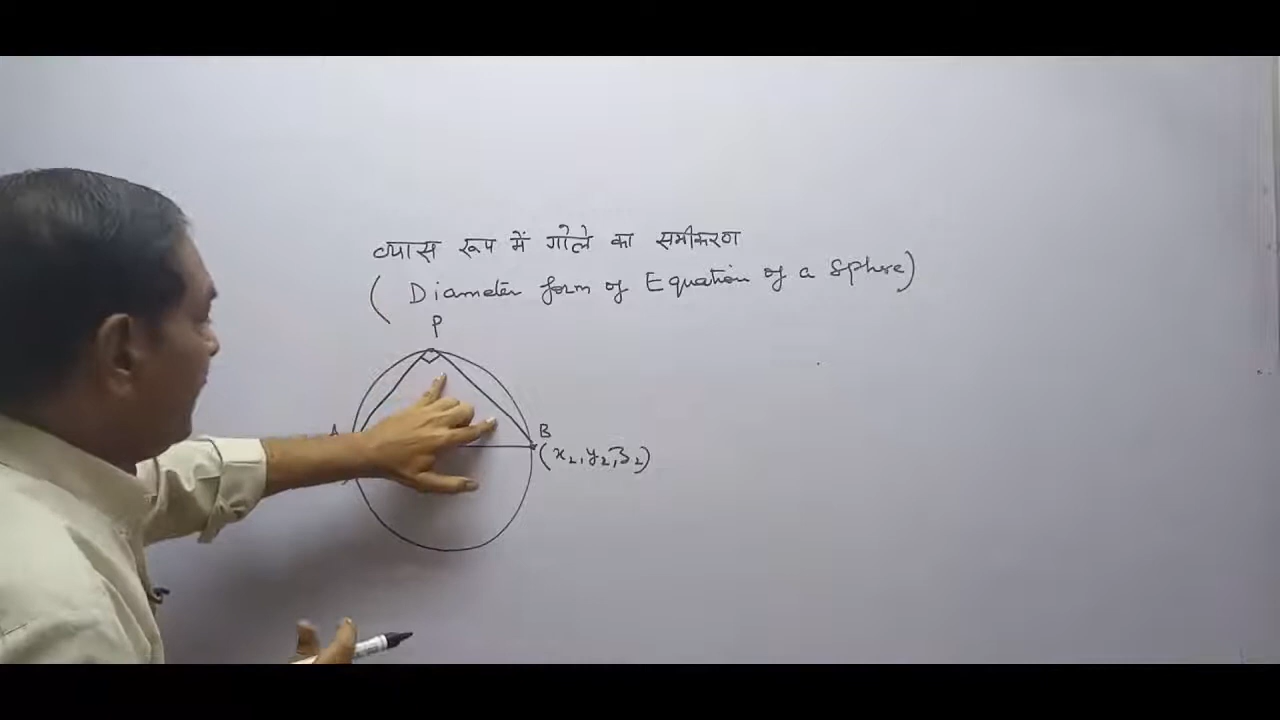 व्यास रूप में गोले का समीकरण
( Diameter form of Equation of a Sphere)
P
A
B
(x₂, y₂, z₂)